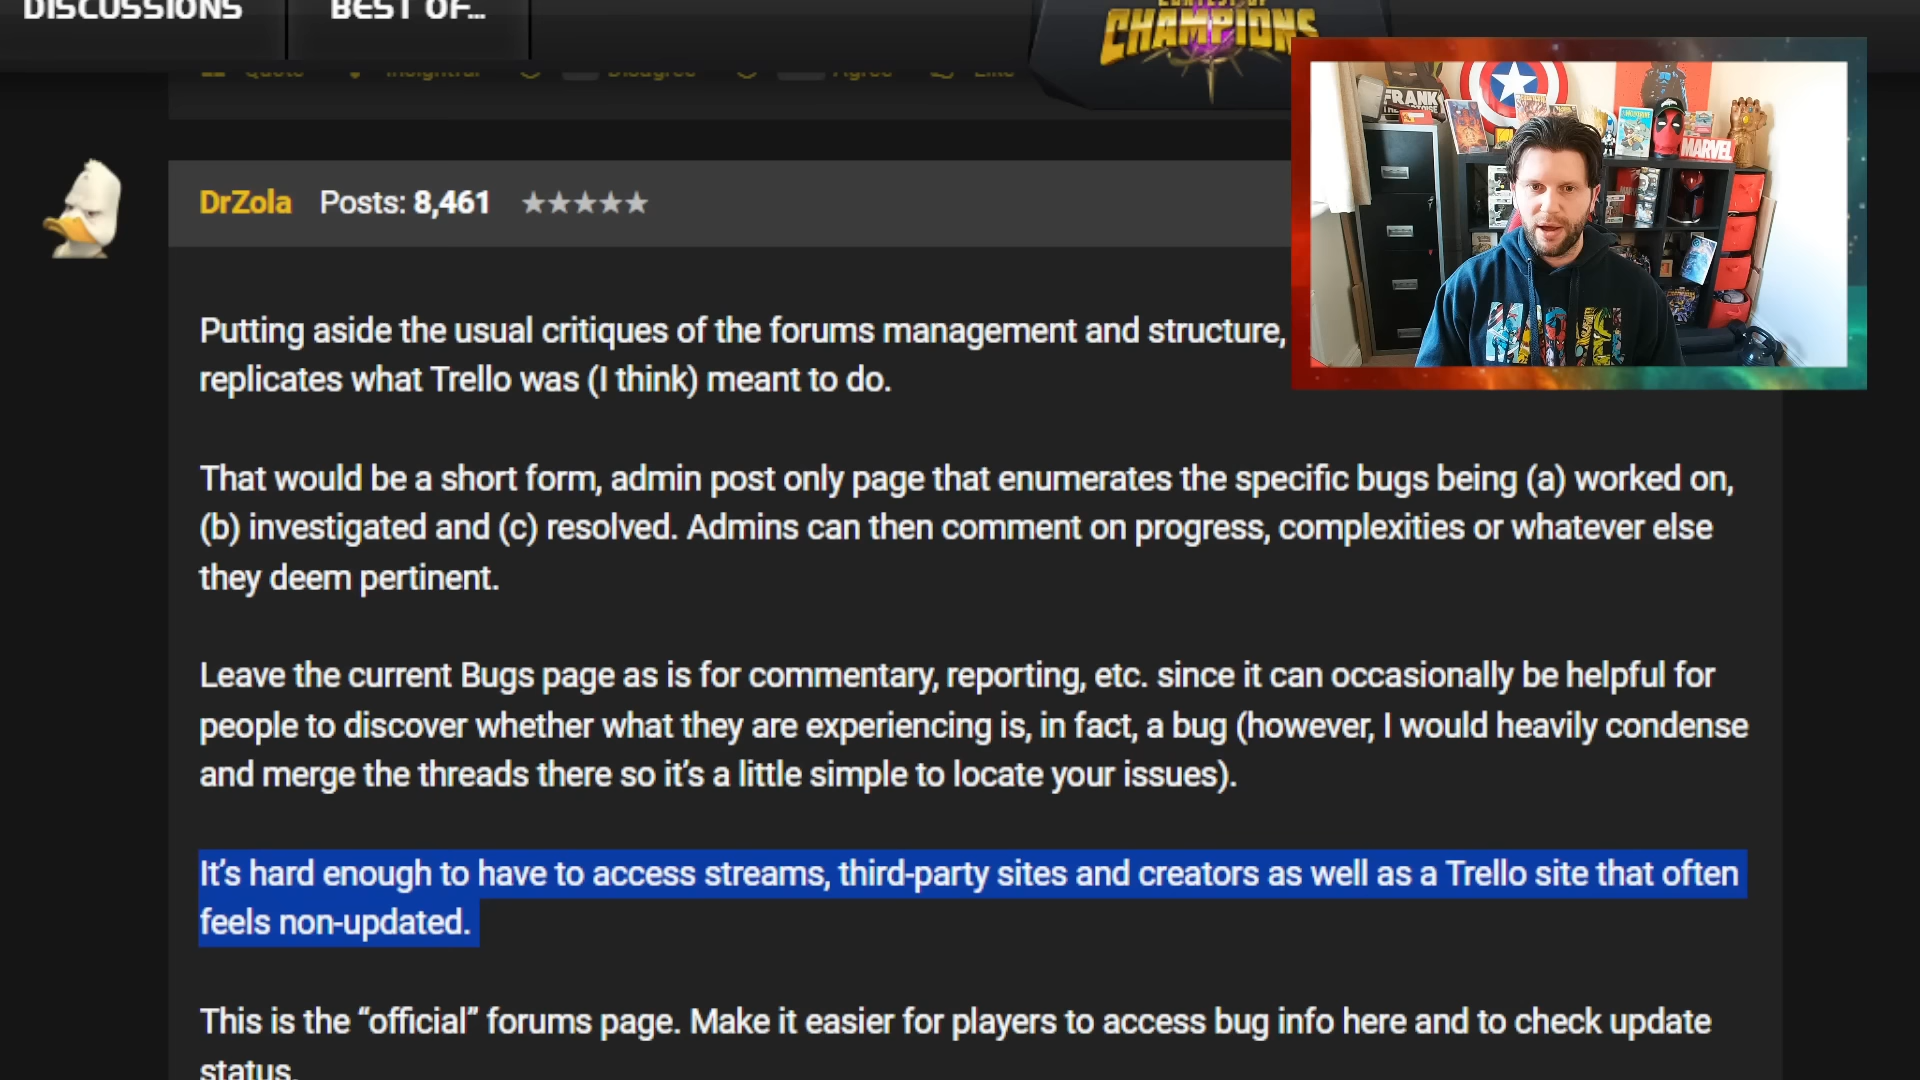 DISCUSSIONS
BEST OF...
CONTEST OF
CHAMPIONS
Quote Insightful Disagree Agree Like
FRANK
MARVEL
DrZola Posts: 8,461 ★★★★★
Putting aside the usual critiques of the forums management and structure,
replicates what Trello was (I think) meant to do.
That would be a short form, admin post only page that enumerates the specific bugs being (a) worked on,
(b) investigated and (c) resolved. Admins can then comment on progress, complexities or whatever else
they deem pertinent.
Leave the current Bugs page as is for commentary, reporting, etc. since it can occasionally be helpful for
people to discover whether what they are experiencing is, in fact, a bug (however, I would heavily condense
and merge the threads there so it’s a little simple to locate your issues).
It’s hard enough to have to access streams, third-party sites and creators as well as a Trello site that often
feels non-updated.
This is the “official” forums page. Make it easier for players to access bug info here and to check update
status.